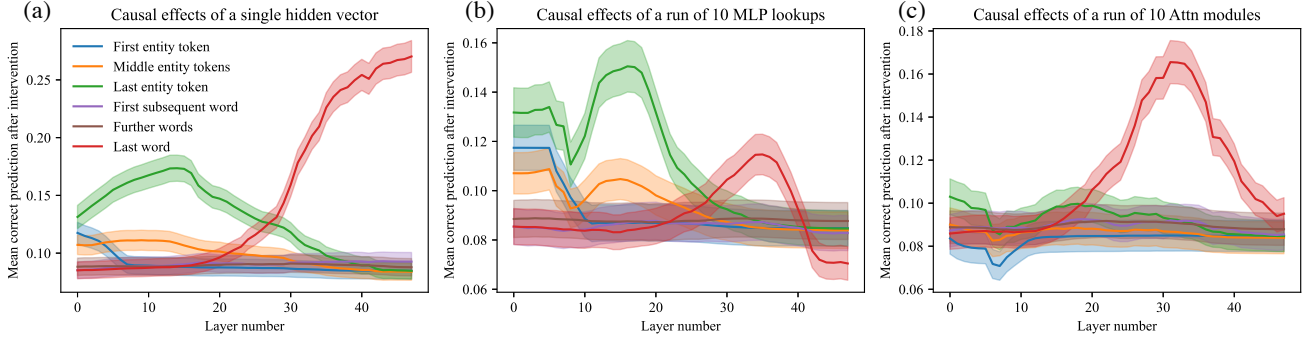 (a)
Causal effects of a single hidden vector
Mean correct prediction after intervention
0.25
0.20
0.15
0.10
First entity token
Middle entity tokens
Last entity token
First subsequent word
Further words
Last word
0
10
20
30
40
Layer number
(b)
Causal effects of a run of 10 MLP lookups
Mean correct prediction after intervention
0.16
0.14
0.12
0.10
0.08
0.06
0
10
20
30
40
Layer number
(c)
Causal effects of a run of 10 Attn modules
Mean correct prediction after intervention
0.18
0.16
0.14
0.12
0.10
0.08
0.06
0
10
20
30
40
Layer number